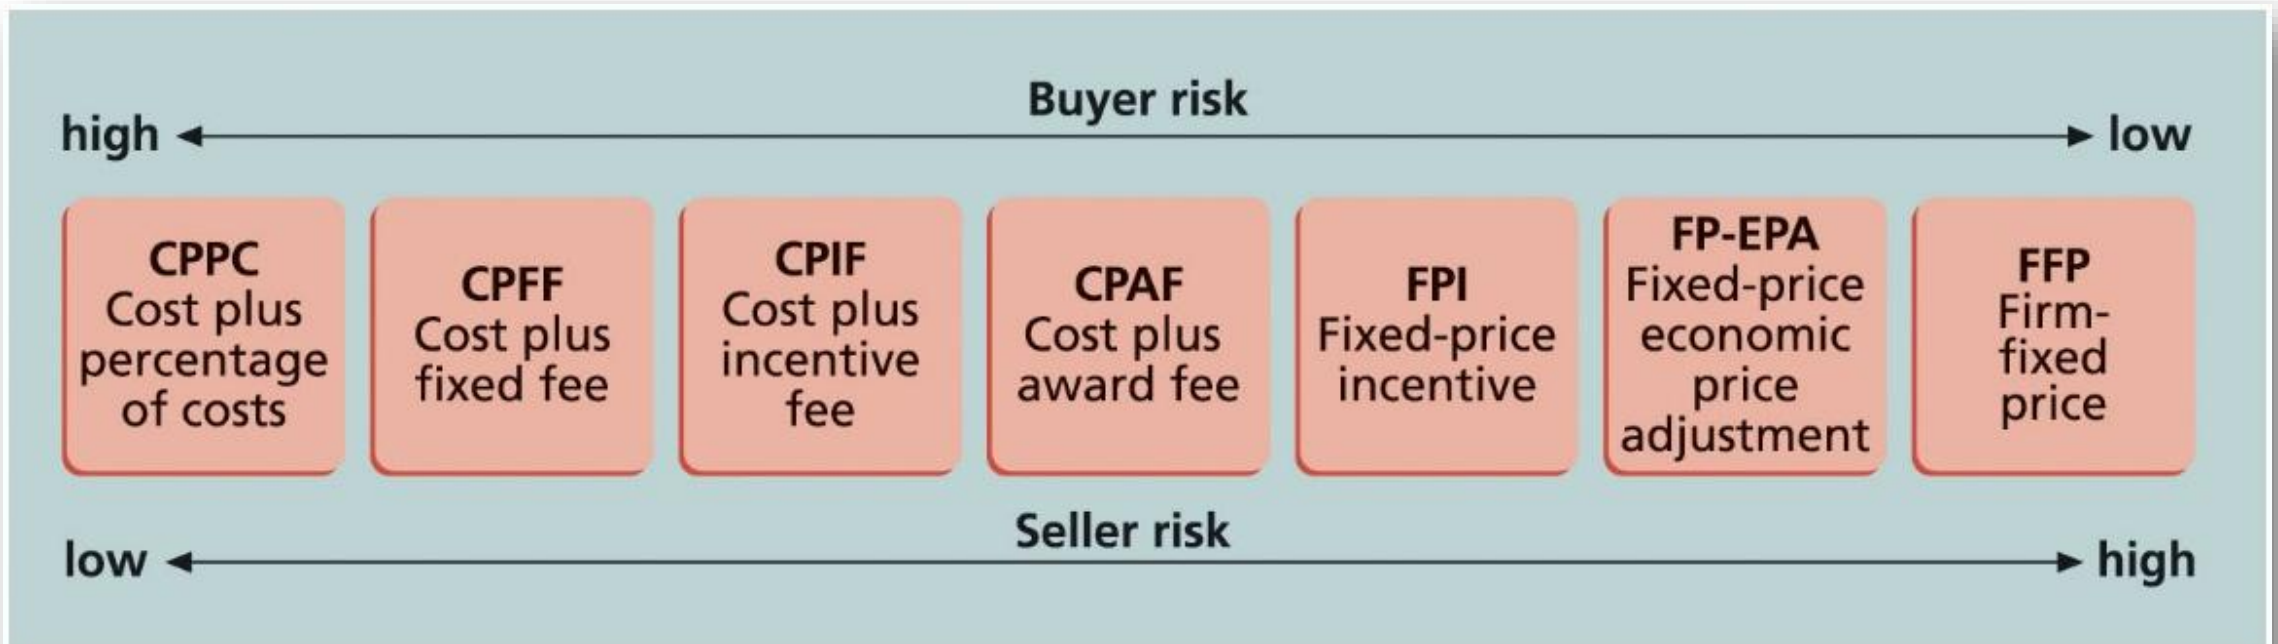 Buyer risk
high
low
CPPC
Cost plus
percentage
of costs
CPFF
Cost plus
fixed fee
CPIF
Cost plus
incentive
fee
CPAF
Cost plus
award fee
FPI
Fixed-price
incentive
FP-EPA
Fixed-price
economic
price
adjustment
FFP
Firm-
fixed
price
Seller risk
low
high